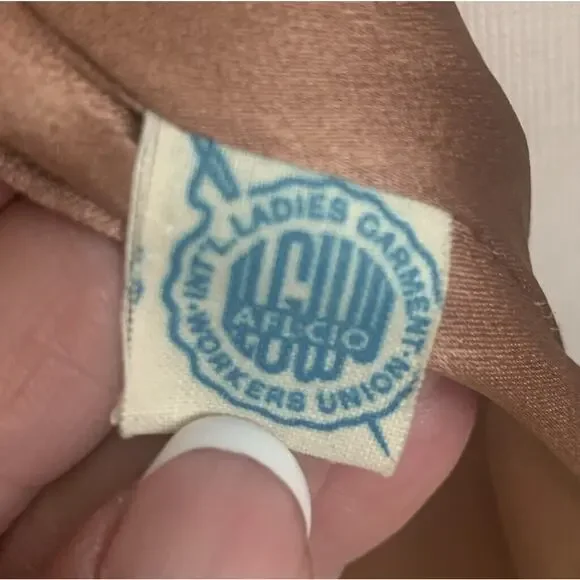 INT'L. LADIES GARMENT
ILGWU
AFL·CIO
· WORKERS UNION ·